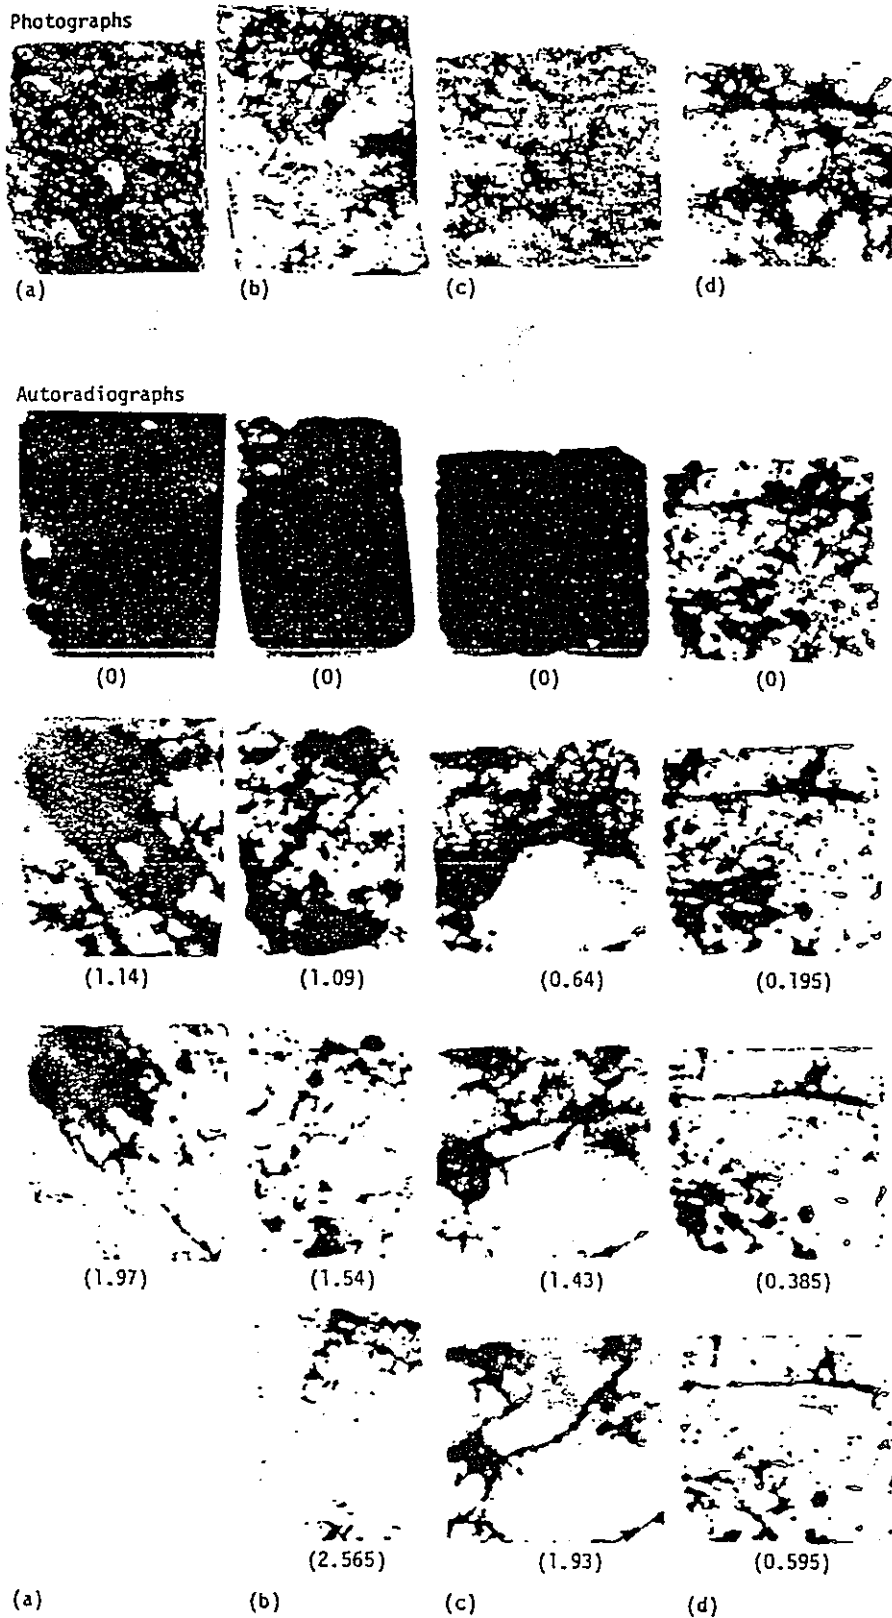 Photographs
(a) (b) (c) (d)
Autoradiographs
(0) (0) (0) (0)
(1.14) (1.09) (0.64) (0.195)
(1.97) (1.54) (1.43) (0.385)
(2.565) (1.93) (0.595)
(a) (b) (c) (d)